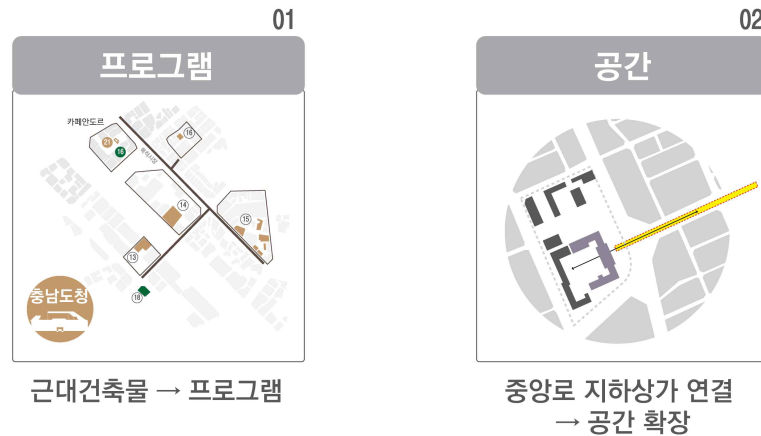 01
프로그램
카페안도르
21
16
16
14
15
13
18
충남도청
근대건축물 → 프로그램
02
공간
중앙로 지하상가 연결
→ 공간 확장